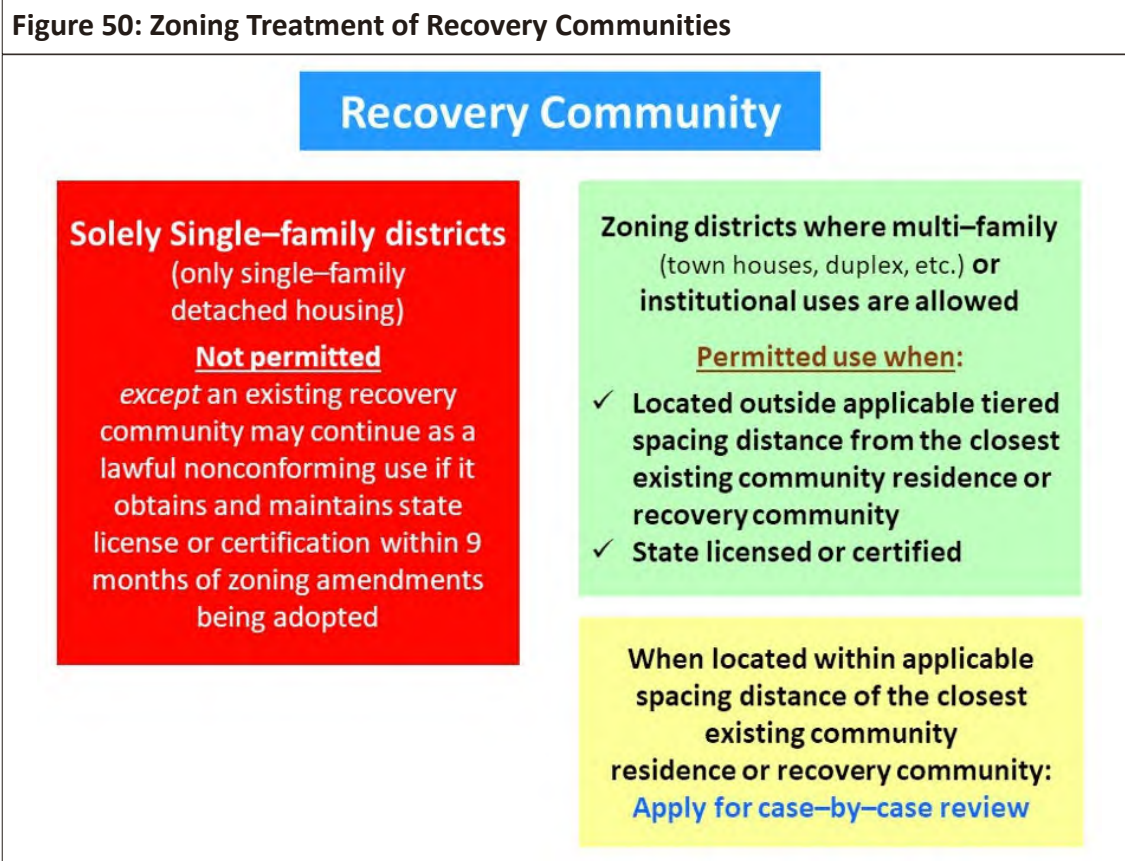 Figure 50: Zoning Treatment of Recovery Communities
Recovery Community
Solely Single–family districts
(only single–family
detached housing)
Not permitted
except an existing recovery
community may continue as a
lawful nonconforming use if it
obtains and maintains state
license or certification within 9
months of zoning amendments
being adopted
Zoning districts where multi–family
(town houses, duplex, etc.) or
institutional uses are allowed
Permitted use when:
✓ Located outside applicable tiered
spacing distance from the closest
existing community residence or
recovery community
✓ State licensed or certified
When located within applicable
spacing distance of the closest
existing community
residence or recovery community:
Apply for case–by–case review